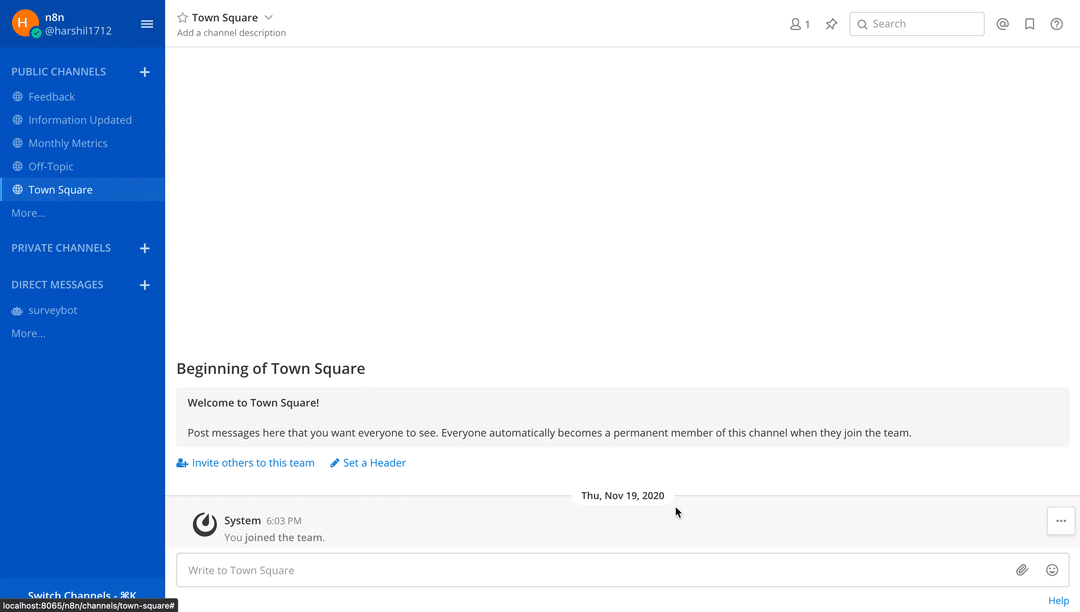 H
n8n
@harshil1712
PUBLIC CHANNELS
Feedback
Information Updated
Monthly Metrics
Off-Topic
Town Square
More...
PRIVATE CHANNELS
DIRECT MESSAGES
surveybot
More...
Switch Channels - ⌘K
localhost:8065/n8n/channels/town-square#
Town Square
Add a channel description
1
Search
Beginning of Town Square
Welcome to Town Square!
Post messages here that you want everyone to see. Everyone automatically becomes a permanent member of this channel when they join the team.
Invite others to this team Set a Header
Thu, Nov 19, 2020
System 6:03 PM
You joined the team.
Write to Town Square
Help